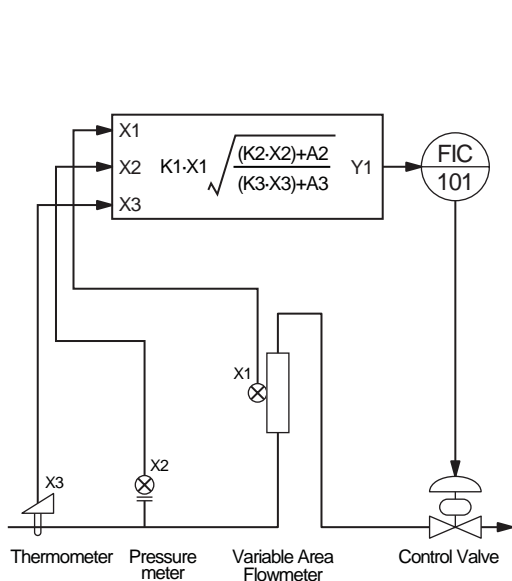 X1
X2
X3
K1·X1
(K2·X2)+A2
(K3·X3)+A3
Y1
FIC
101
X1
X2
X3
Thermometer
Pressure
meter
Variable Area
Flowmeter
Control Valve